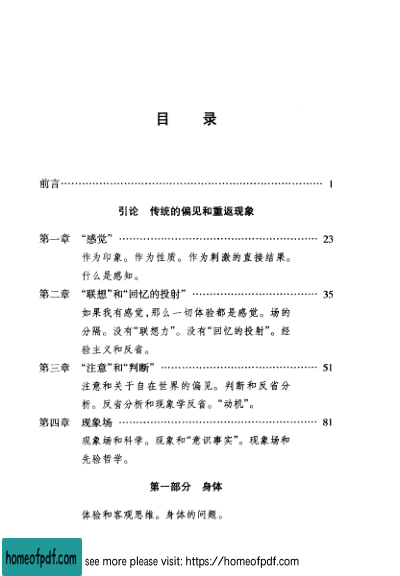 目 录
前言…………………………………………………… 1
引论 传统的偏见和重返现象
第一章 “感觉”………………………………………… 23
作为印象。作为性质。作为刺激的直接结果。
什么是感知。
第二章 “联想”和“回忆的投射”………………………… 35
如果我有感觉,那么一切体验都是感觉。场的
分隔。没有“联想力”。没有“回忆的投射”。经
验主义和反省。
第三章 “注意”和“判断”……………………………… 51
注意和关于自在世界的偏见。判断和反省分
析。反省分析和现象学反省。“动机”。
第四章 现象场………………………………………… 81
现象场和科学。现象和“意识事实”。现象场和
先验哲学。
第一部分 身体
体验和客观思维。身体的问题。
homeofpdf.com see more please visit: https://homeofpdf.com